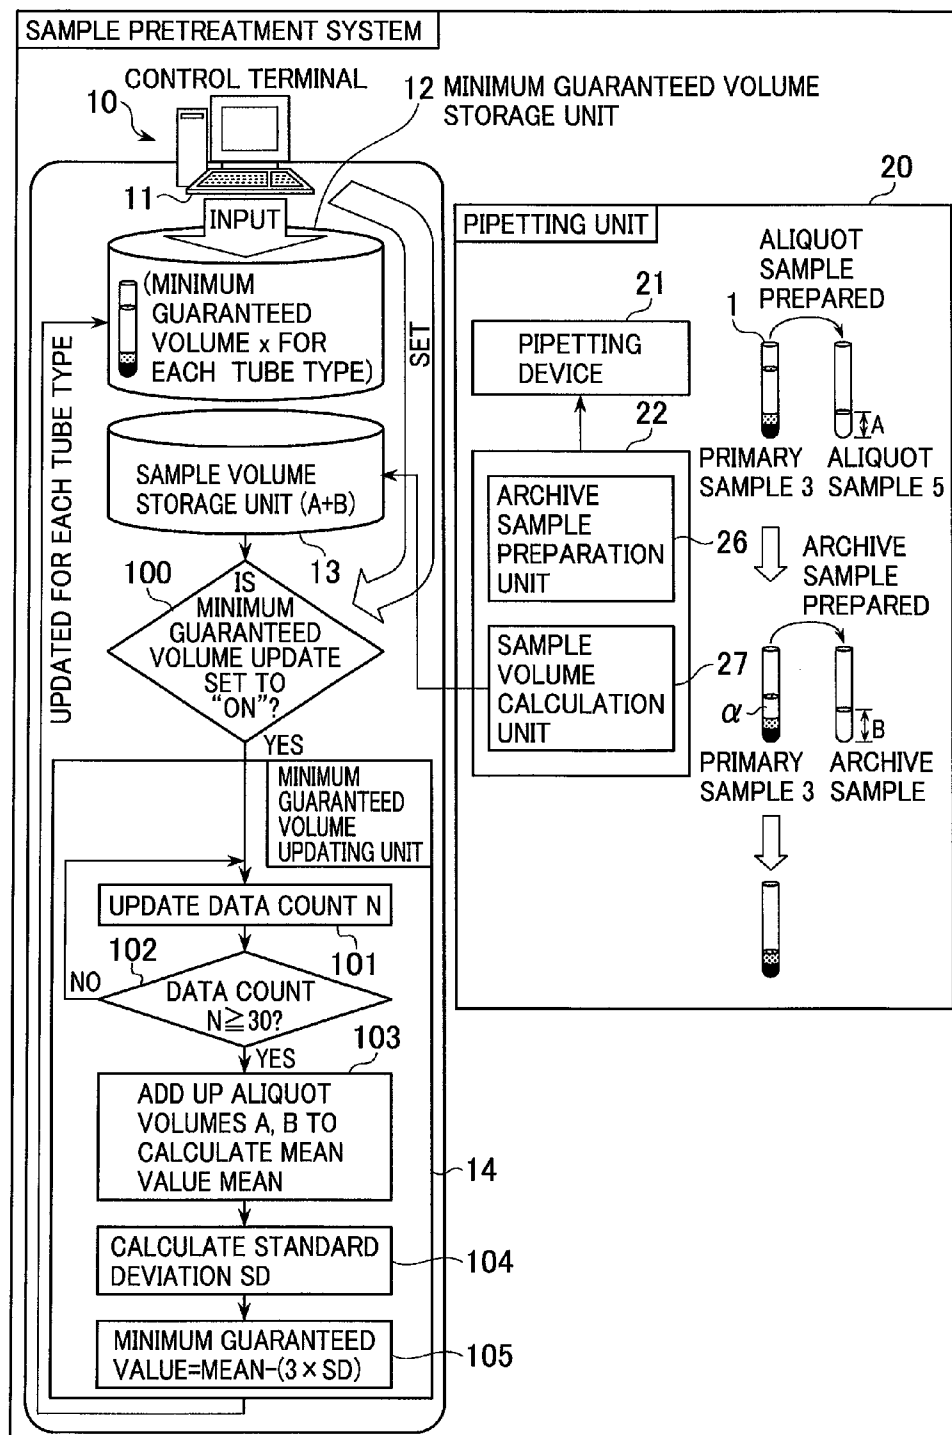 SAMPLE PRETREATMENT SYSTEM
CONTROL TERMINAL
10
11
12 MINIMUM GUARANTEED VOLUME
STORAGE UNIT
INPUT
(MINIMUM
GUARANTEED
VOLUME x FOR
EACH TUBE TYPE)
SET
UPDATED FOR EACH TUBE TYPE
SAMPLE VOLUME
STORAGE UNIT (A+B)
13
100
IS
MINIMUM
GUARANTEED
VOLUME UPDATE
SET TO
"ON"?
YES
MINIMUM
GUARANTEED
VOLUME
UPDATING UNIT
UPDATE DATA COUNT N
101
102
NO
DATA COUNT
N≧30?
YES
103
ADD UP ALIQUOT
VOLUMES A, B TO
CALCULATE MEAN
VALUE MEAN
14
CALCULATE STANDARD
DEVIATION SD
104
MINIMUM GUARANTEED
VALUE=MEAN-(3×SD)
105
20
PIPETTING UNIT
21
PIPETTING
DEVICE
22
ARCHIVE
SAMPLE
PREPARATION
UNIT
26
SAMPLE
VOLUME
CALCULATION
UNIT
27
ALIQUOT
SAMPLE
PREPARED
1
A
PRIMARY
SAMPLE 3
ALIQUOT
SAMPLE 5
ARCHIVE
SAMPLE
PREPARED
α
B
PRIMARY
SAMPLE 3
ARCHIVE
SAMPLE